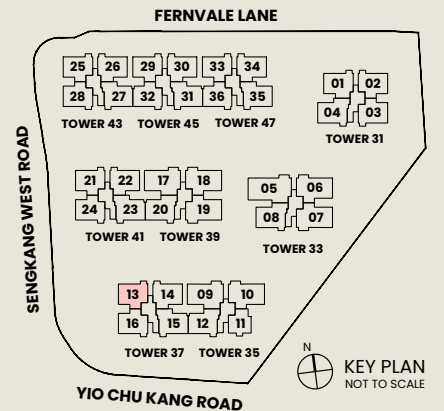 FERNVALE LANE
25 26 29 30 33 34
28 27 32 31 36 35
TOWER 43 TOWER 45 TOWER 47
01 02
04 03
TOWER 31
SENGKANG WEST ROAD
21 22 17 18
24 23 20 19
TOWER 41 TOWER 39
05 06
08 07
TOWER 33
13 14 09 10
16 15 12 11
TOWER 37 TOWER 35
N
KEY PLAN
NOT TO SCALE
YIO CHU KANG ROAD